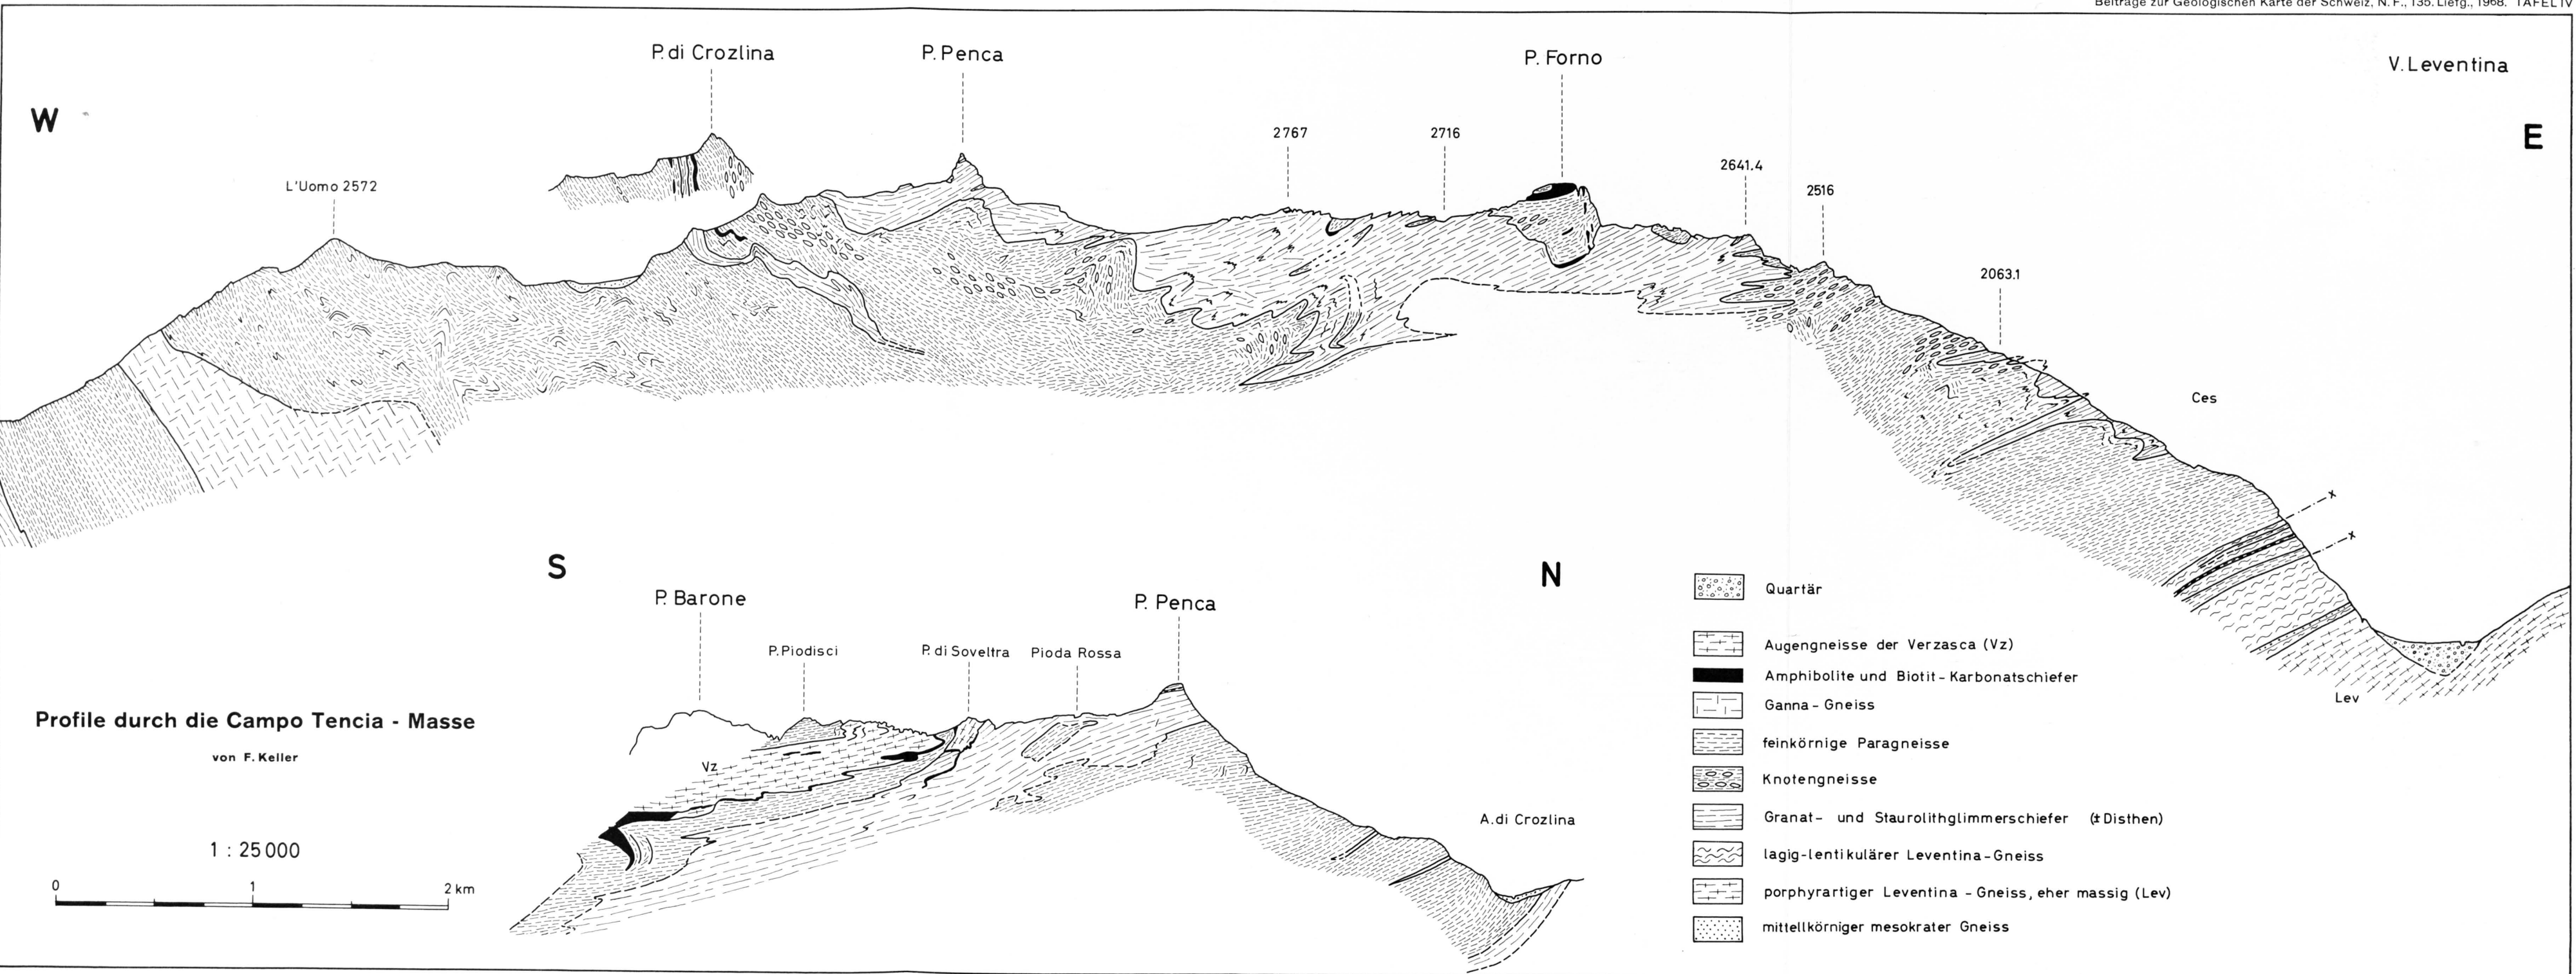 Beiträge zur Geologischen Karte der Schweiz, N.F., 135. Liefg., 1968. TAFEL IV
P. di Crozlina
P. Penca
P. Forno
V. Leventina
W
E
2767
2716
2641.4
2516
L'Uomo 2572
2063.1
Ces
x
x
Lev
S
N
P. Barone
P. Penca
P. Piodisci
P. di Soveltra
Pioda Rossa
Vz
A. di Crozlina
Profile durch die Campo Tencia - Masse
von F. Keller
1 : 25 000
0 1 2 km
Quartär
Augengneisse der Verzasca (Vz)
Amphibolite und Biotit-Karbonatschiefer
Ganna-Gneiss
feinkörnige Paragneisse
Knotengneisse
Granat- und Staurolithglimmerschiefer (± Disthen)
lagig-lentikulärer Leventina-Gneiss
porphyrartiger Leventina - Gneiss, eher massig (Lev)
mittellkörniger mesokrater Gneiss